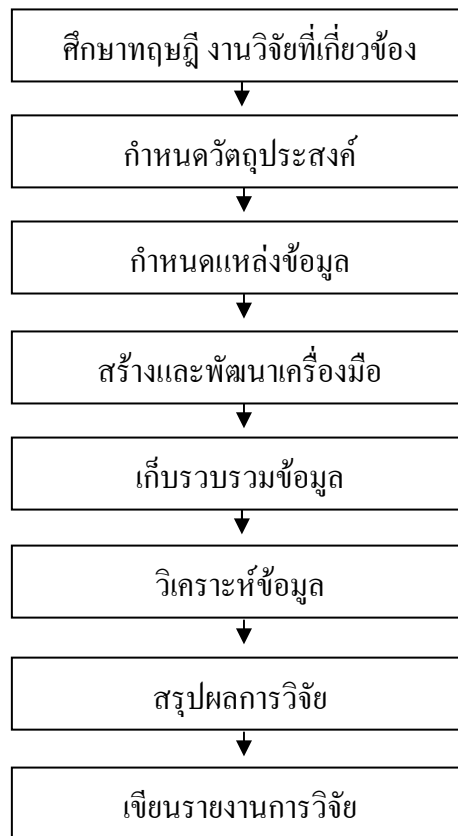 ศึกษาทฤษฎี งานวิจัยที่เกี่ยวข้อง
กำหนดวัตถุประสงค์
กำหนดแหล่งข้อมูล
สร้างและพัฒนาเครื่องมือ
เก็บรวบรวมข้อมูล
วิเคราะห์ข้อมูล
สรุปผลการวิจัย
เขียนรายงานการวิจัย